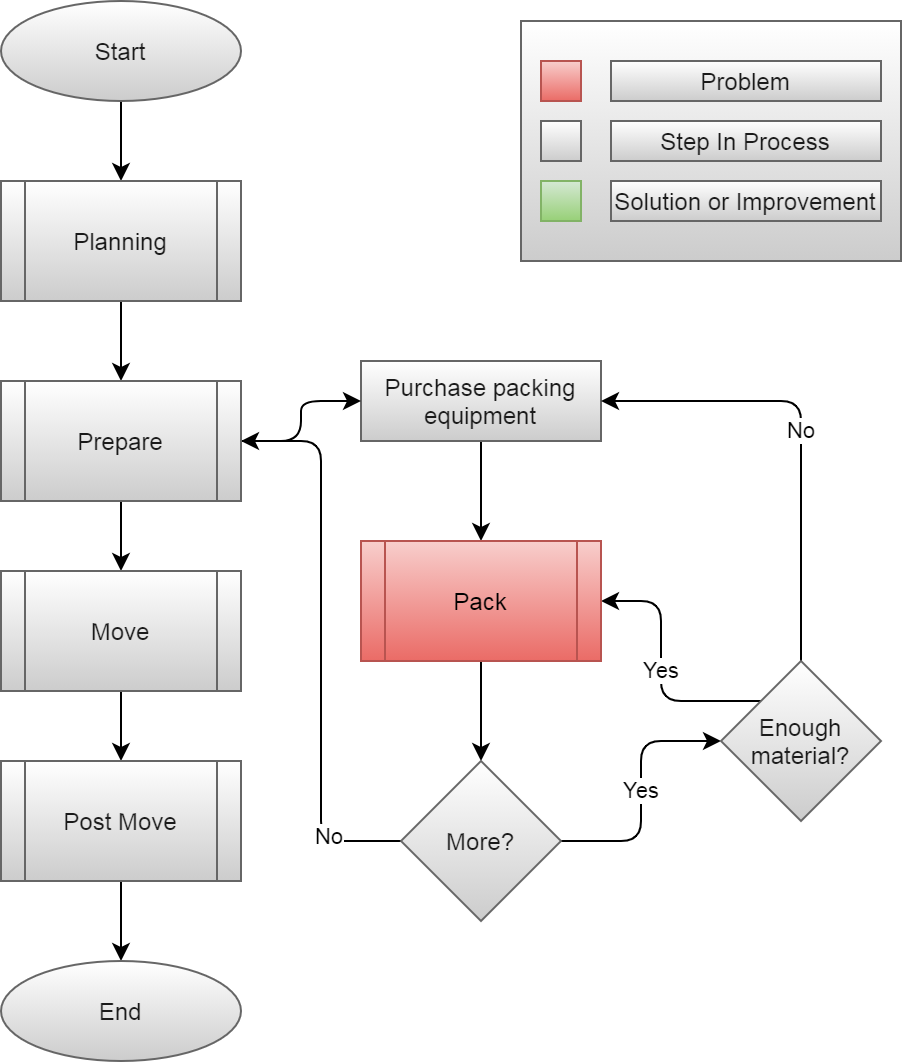 Start
Problem
Step In Process
Solution or Improvement
Planning
Prepare
Purchase packing
equipment
No
Pack
Move
Yes
Enough
material?
Yes
Post Move
No
More?
End